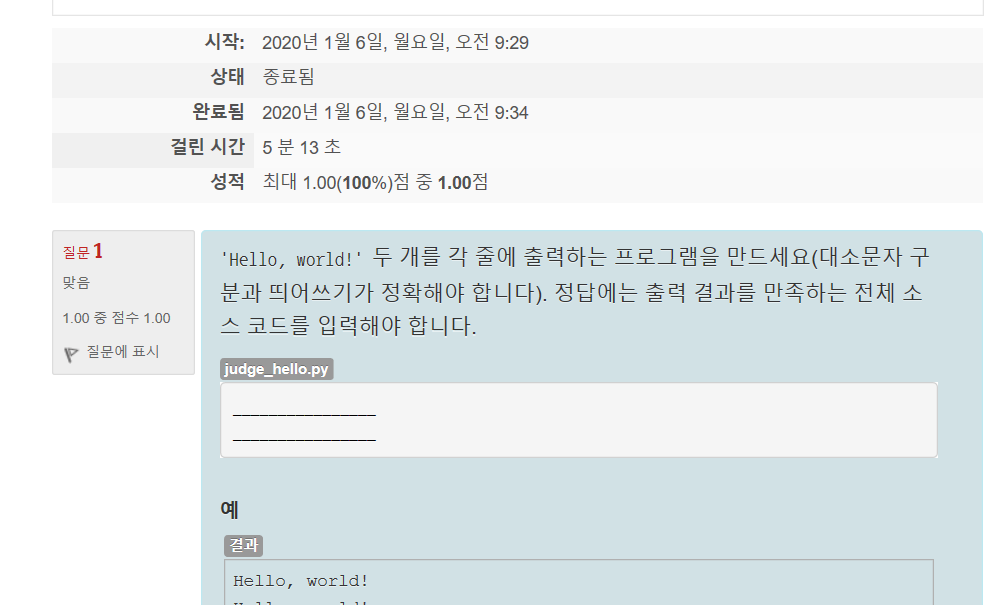 시작: 2020년 1월 6일, 월요일, 오전 9:29
상태 종료됨
완료됨 2020년 1월 6일, 월요일, 오전 9:34
걸린 시간 5 분 13 초
성적 최대 1.00(100%)점 중 1.00점
질문 1
맞음
1.00 중 점수 1.00
질문에 표시
'Hello, world!' 두 개를 각 줄에 출력하는 프로그램을 만드세요(대소문자 구
분과 띄어쓰기가 정확해야 합니다). 정답에는 출력 결과를 만족하는 전체 소
스 코드를 입력해야 합니다.
judge_hello.py
________________
________________
예
결과
Hello, world!